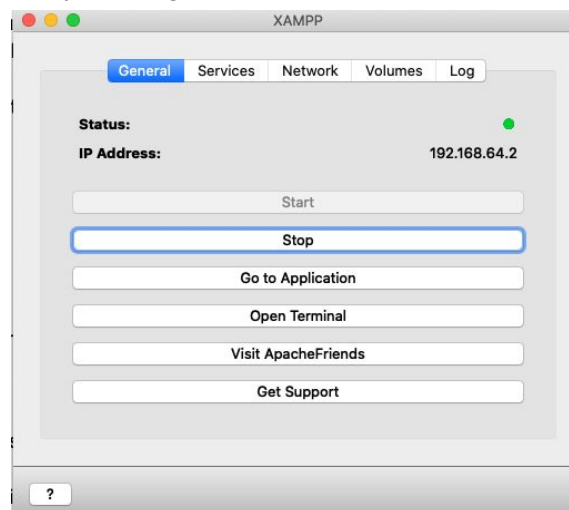 XAMPP
General Services Network Volumes Log
Status:
IP Address: 192.168.64.2
Start
Stop
Go to Application
Open Terminal
Visit ApacheFriends
Get Support
?